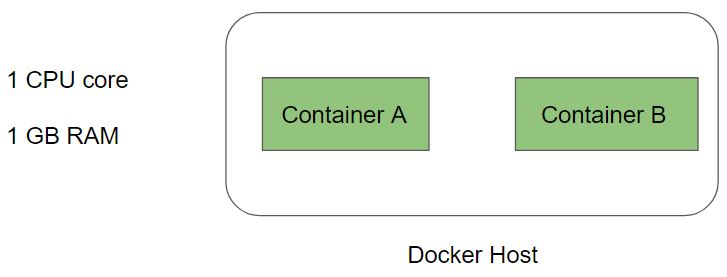 1 CPU core
1 GB RAM
Container A
Container B
Docker Host